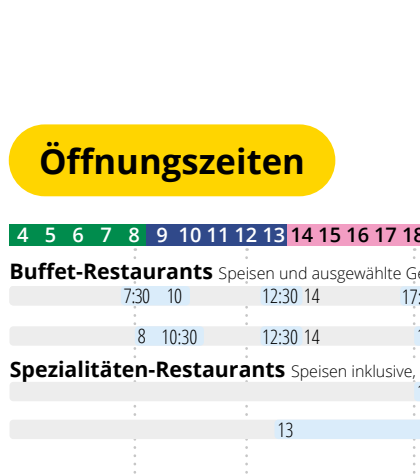 Öffnungszeiten
4 5 6 7 8 9 10 11 12 13 14 15 16 17 18
Buffet-Restaurants Speisen und ausgewählte
7:30 10 12:30 14
8 10:30 12:30 14
Spezialitäten-Restaurants Speisen inklusive,
13